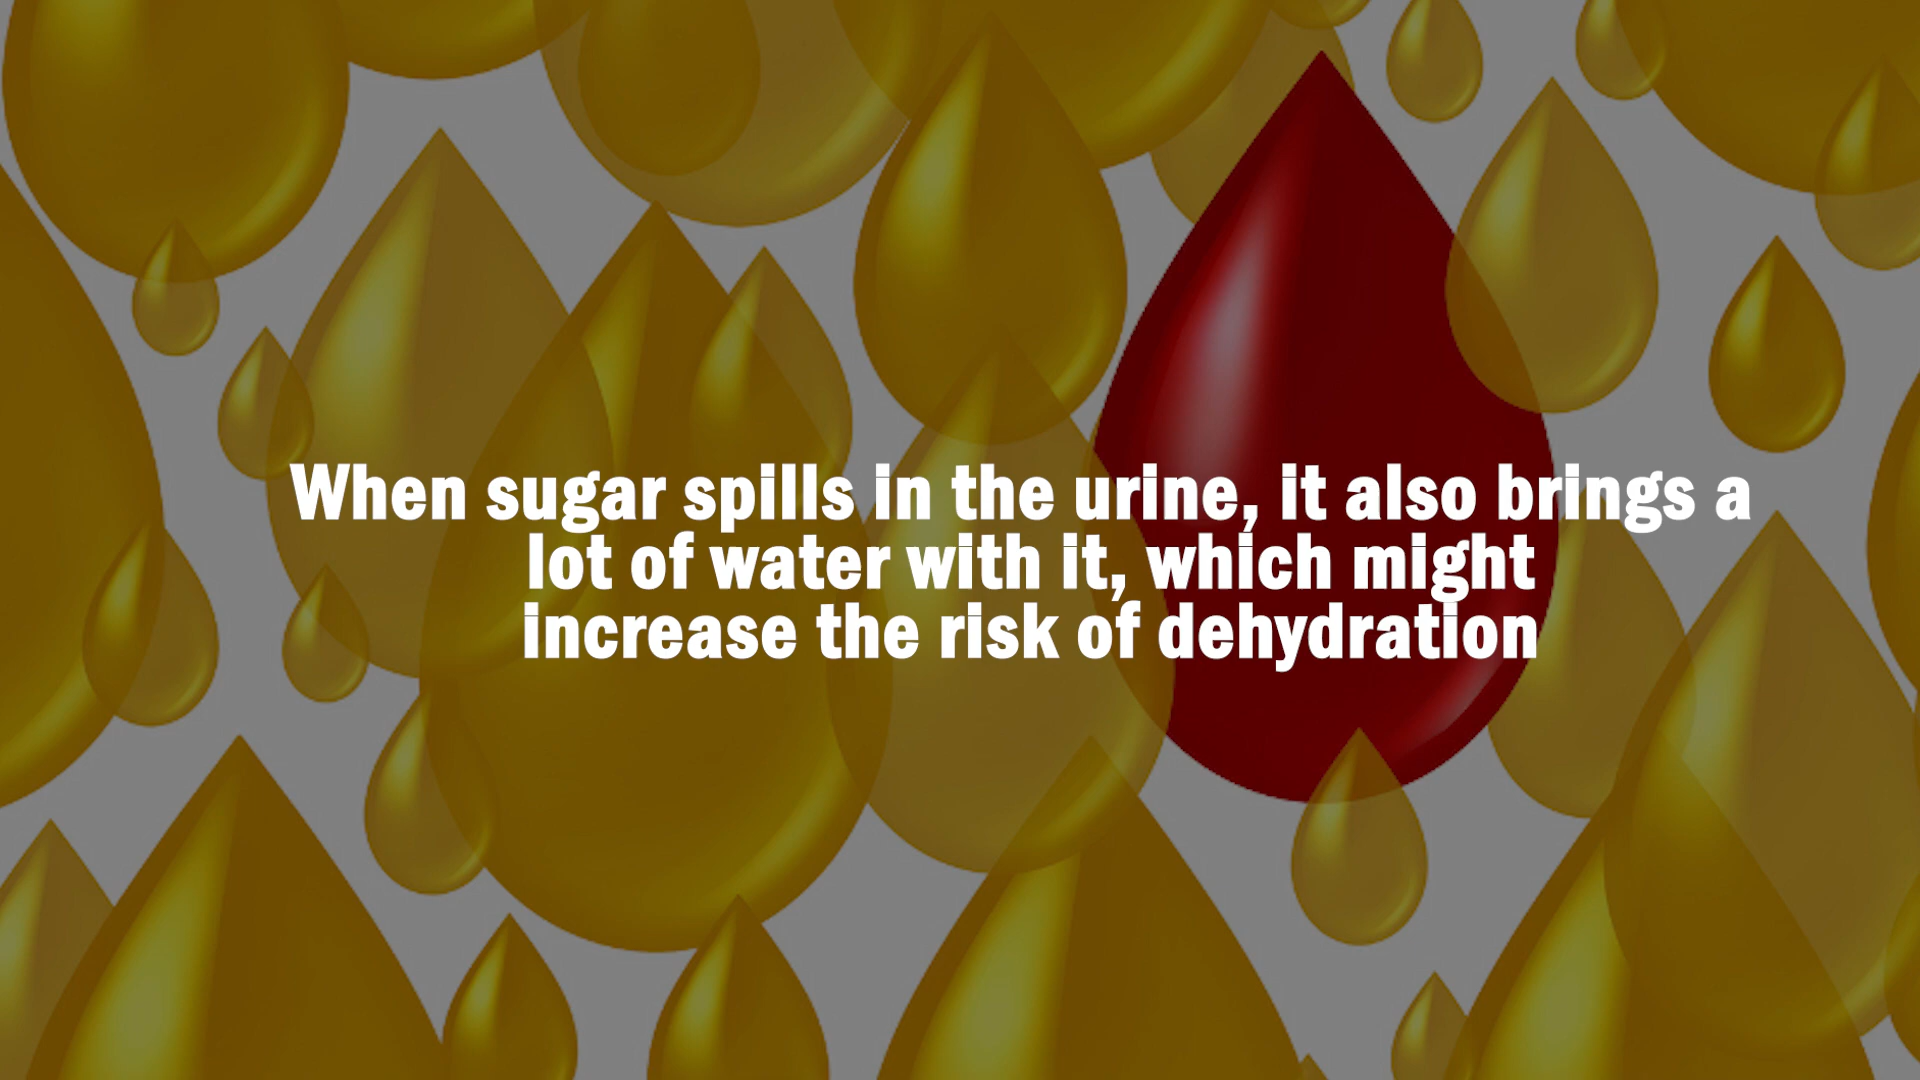 When sugar spills in the urine, it also brings a
lot of water with it, which might
increase the risk of dehydration